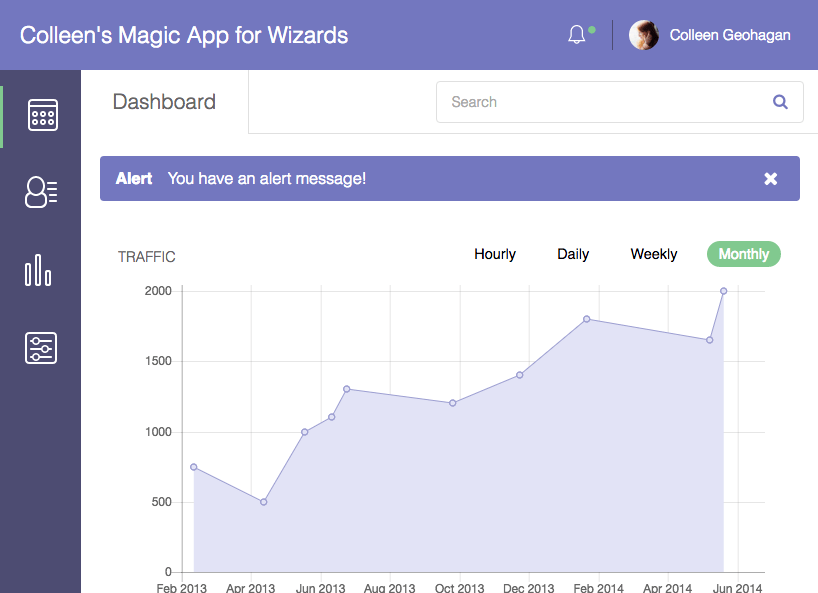 Colleen's Magic App for Wizards
Colleen Geohagan
Dashboard
Search
Alert You have an alert message!
TRAFFIC
Hourly Daily Weekly Monthly
2000
1500
1000
500
0
Feb 2013 Apr 2013 Jun 2013 Aug 2013 Oct 2013 Dec 2013 Feb 2014 Apr 2014 Jun 2014